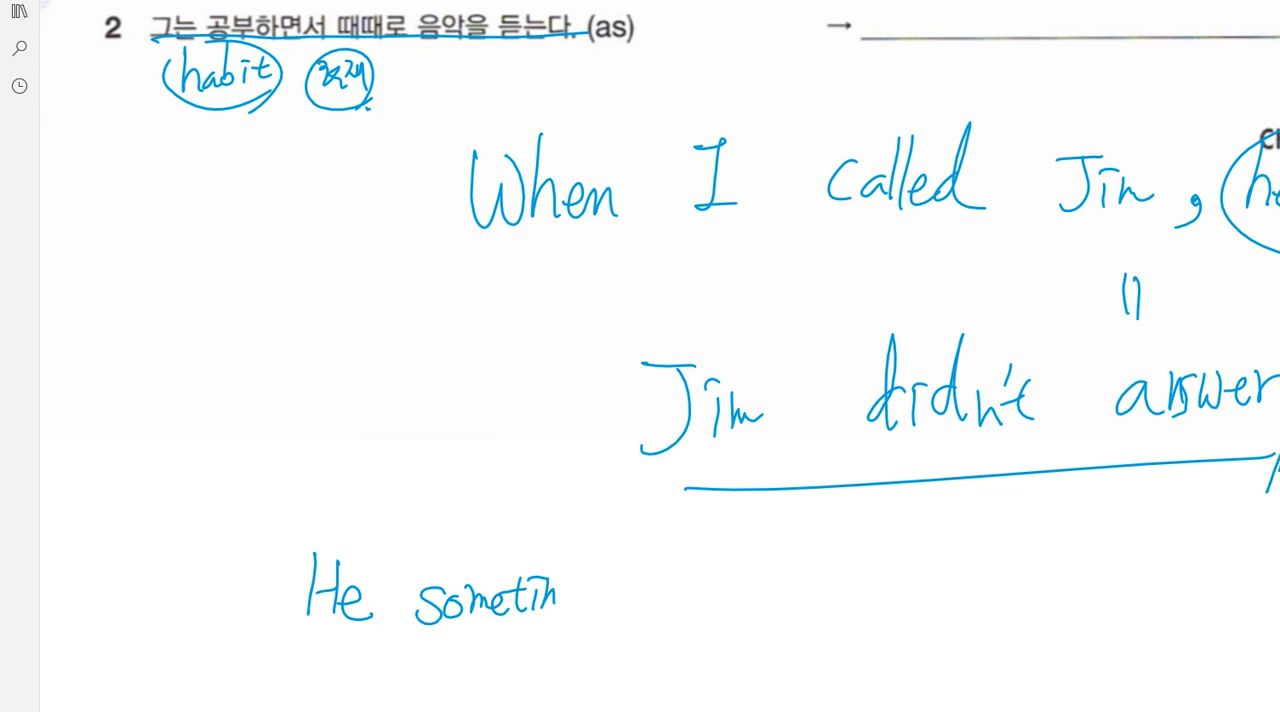 2 그는 공부하면서 때때로 음악을 듣는다. (as) →
(habit) 현재
When I called Jim, he
Jim didn't answer
He sometim